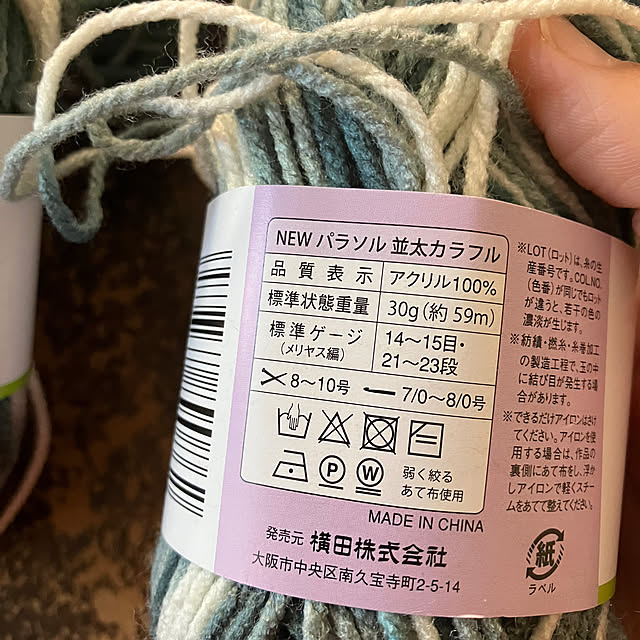 NEW パラソル 並太カラフル
品質表示 アクリル100%
標準状態重量 30g(約59m)
標準ゲージ
(メリヤス編)
14〜15目・
21〜23段
8〜10号 7/0〜8/0号
P W
弱く絞る
あて布使用
MADE IN CHINA
発売元 横田株式会社
大阪市中央区南久宝寺町2-5-14
※LOT(ロット)は、糸の生
産番号です。COL.NO.
(色番)が同じでもロット
が違うと、若干の色の
濃淡が生じます。
※紡績・撚糸・糸巻加工
の製造工程で、玉の中
に結び目が発生する場
合があります。
※できるだけアイロンはさけ
てください。アイロンを使
用する場合は、作品の
裏側にあて布をし、浮か
しアイロンで軽くスチー
ムをあてて整えてください。
紙
ラベル